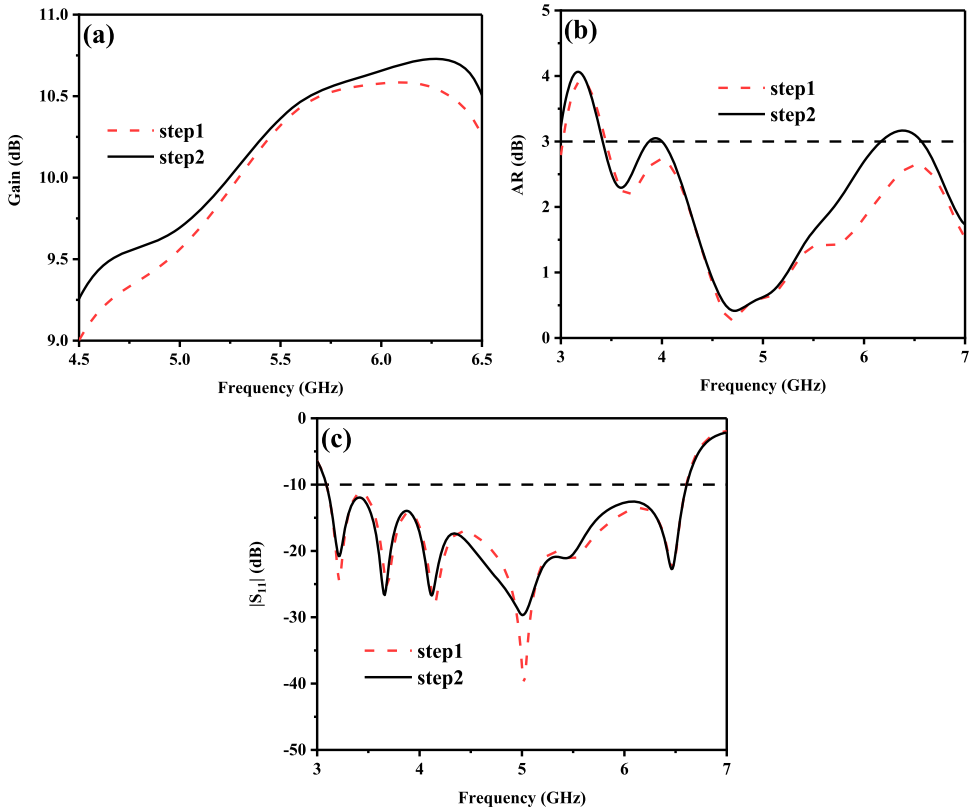 (a)
Gain (dB)
11.0
10.5
10.0
9.5
9.0
step1
step2
4.5 5.0 5.5 6.0 6.5
Frequency (GHz)
(b)
AR (dB)
5
4
3
2
1
0
step1
step2
3 4 5 6 7
Frequency (GHz)
(c)
|S11| (dB)
0
-10
-20
-30
-40
-50
step1
step2
3 4 5 6 7
Frequency (GHz)